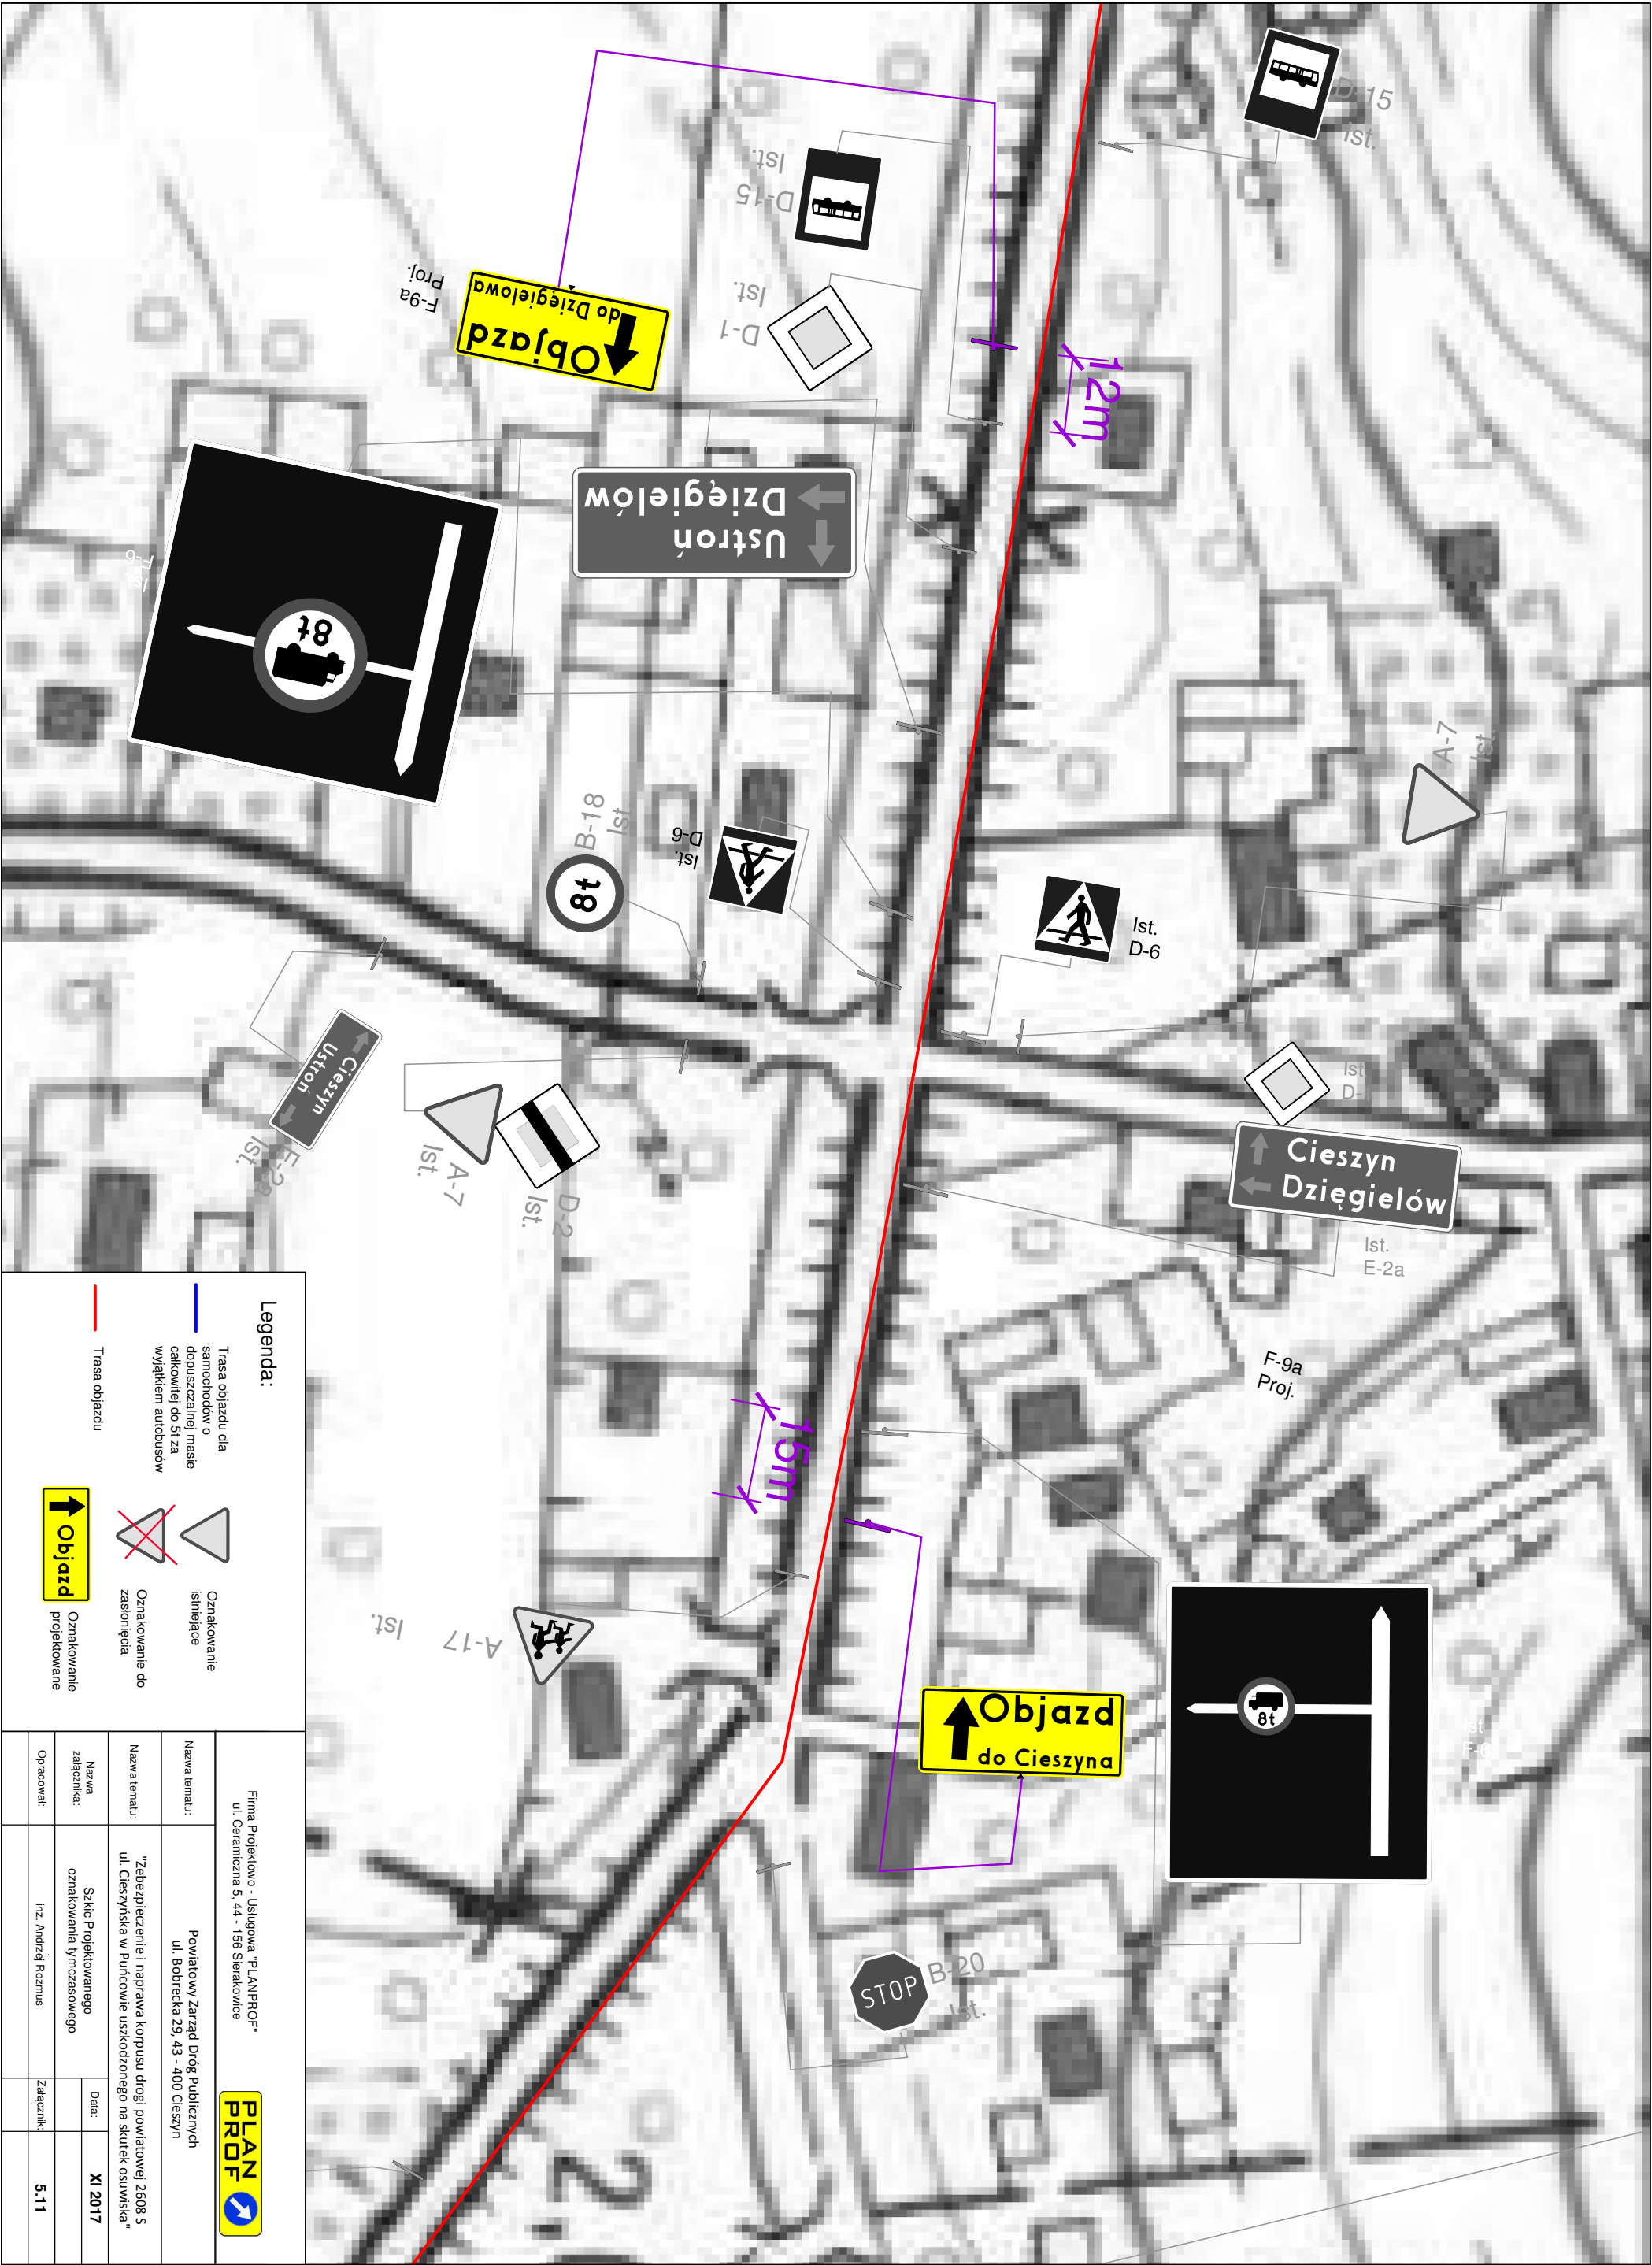 D-15
Ist.
Ist.
D-15
Ist.
D-1
F-9a
Proj.
Objazd
do Dzięgielowa
12m
Ustroń
Dzięgielów
8t
F-6
B-18
Ist.
8t
Ist.
D-6
A-7
Ist.
Ist.
D-6
Cieszyn
Ustroń
E-2a
Ist.
A-7
Ist.
D-2
Ist.
Ist.
Cieszyn
Dzięgielów
Ist.
E-2a
F-9a
Proj.
15m
A-17
Ist.
Objazd
do Cieszyna
8t
STOP
B-20
Ist.
Legenda:
Trasa objazdu dla
samochodów o
dopuszczalnej masie
całkowitej do 5t za
wyjątkiem autobusów
Trasa objazdu
Oznakowanie
istniejące
Oznakowanie do
zasłonięcia
Objazd
Oznakowanie
projektowane
Firma Projektowo - Usługowa "PLANPROF"
ul. Ceramiczna 5, 44 - 156 Sierakowice
PLAN
PROF
Nazwa tematu:
Powiatowy Zarząd Dróg Publicznych
ul. Bobrecka 29, 43 - 400 Cieszyn
Nazwa tematu:
"Zebezpieczenie i naprawa korpusu drogi powiatowej 2608 S
ul. Cieszyńska w Puńcowie uszkodzonego na skutek osuwiska"
Nazwa
załącznika:
Szkic Projektowanego
oznakowania tymczasowego
Data:
XI 2017
Opracował:
inż. Andrzej Rozmus
Załącznik:
5.11